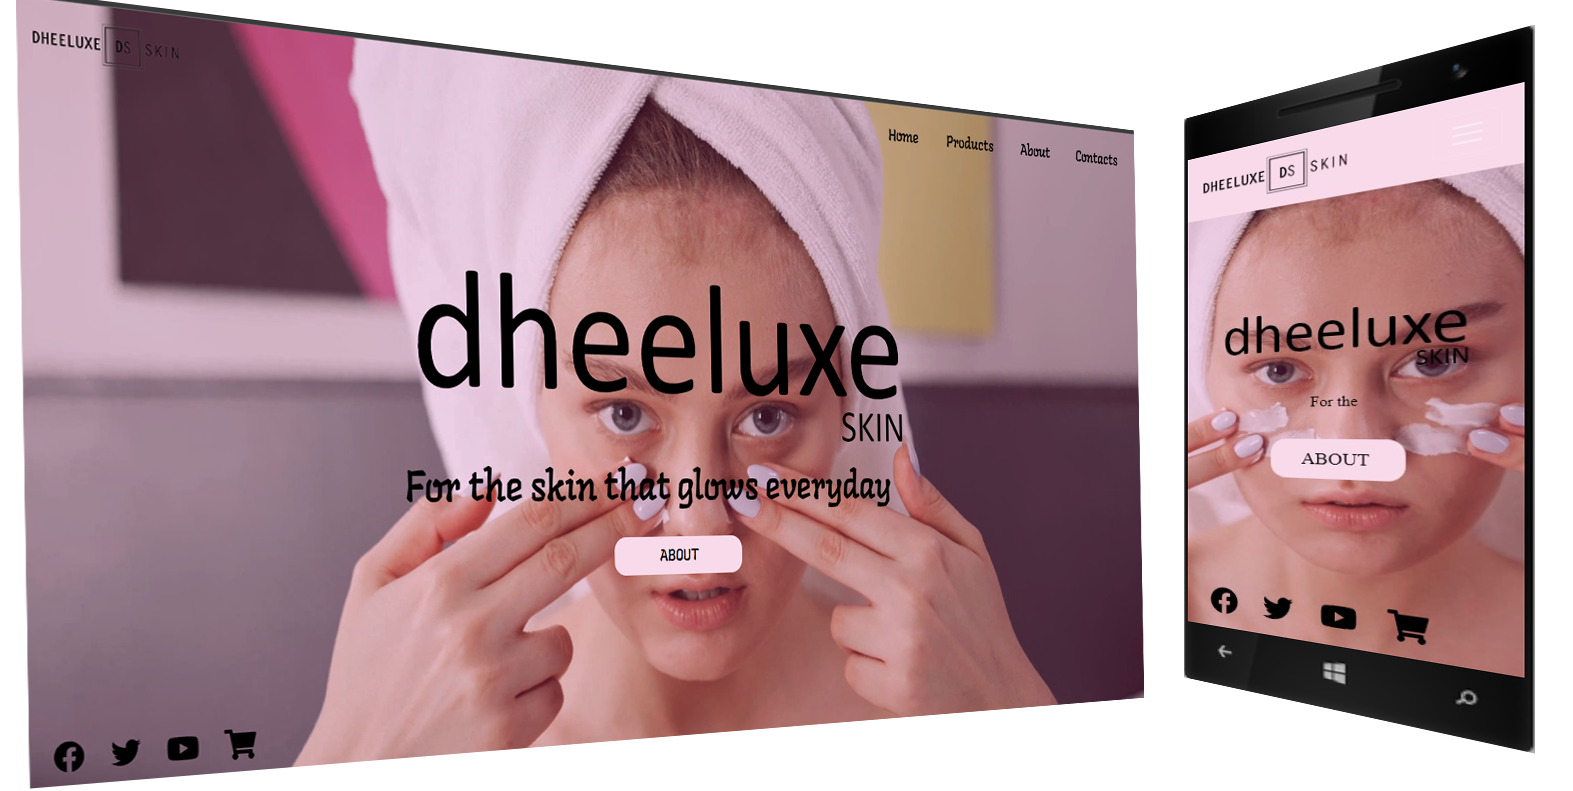 DHEELUXE DS SKIN
Home Products About Contacts
dheeluxe
SKIN
For the skin that glows everyday
ABOUT
DHEELUXE DS SKIN
dheeluxe
SKIN
For the
ABOUT